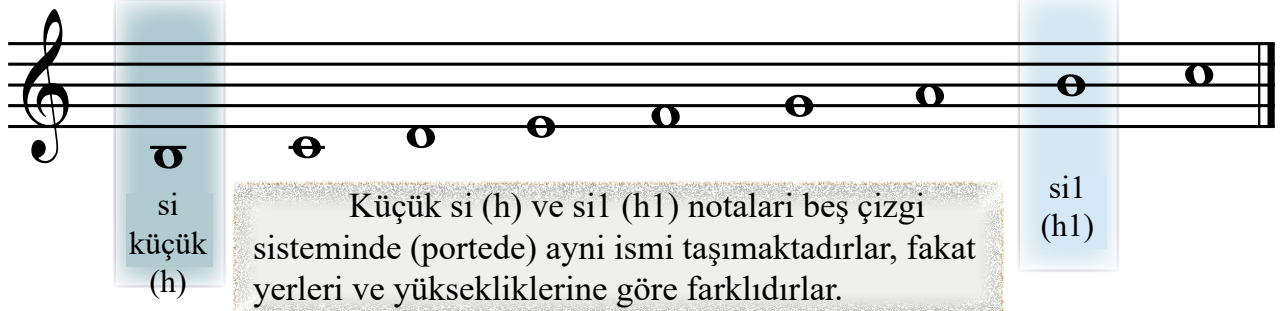 si
küçük
(h)
Küçük si (h) ve si1 (h1) notalari beş çizgi
sisteminde (portede) ayni ismi taşımaktadırlar, fakat
yerleri ve yüksekliklerine göre farklıdırlar.
si1
(h1)